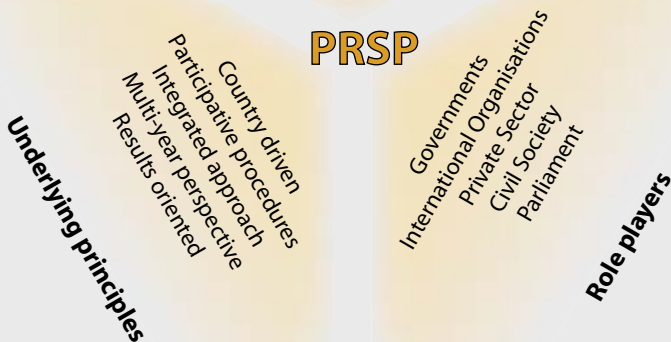 PRSP
Underlying principles
Country driven
Participative procedures
Integrated approach
Multi-year perspective
Results oriented
Governments
International Organisations
Private Sector
Civil Society
Parliament
Role players